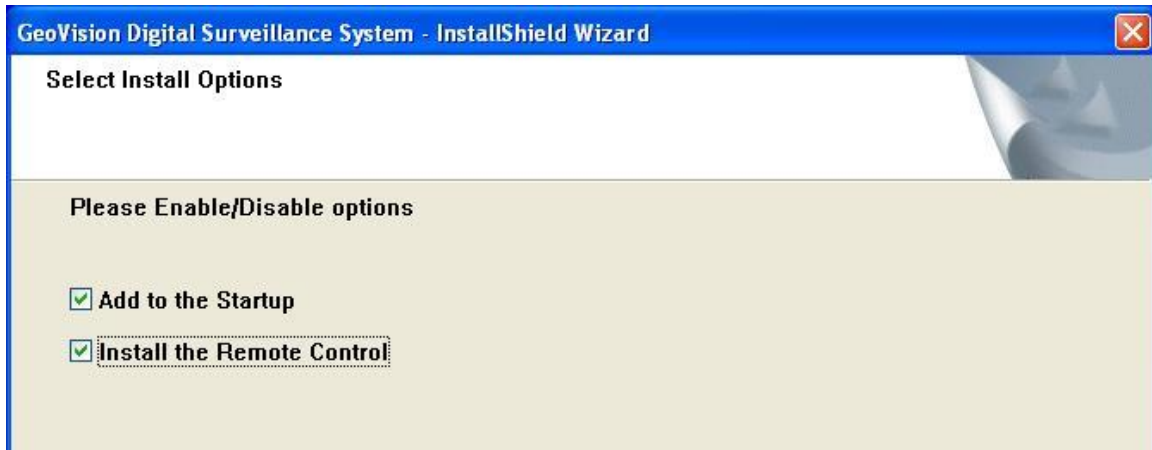 GeoVision Digital Surveillance System - InstallShield Wizard
Select Install Options
Please Enable/Disable options
Add to the Startup
Install the Remote Control